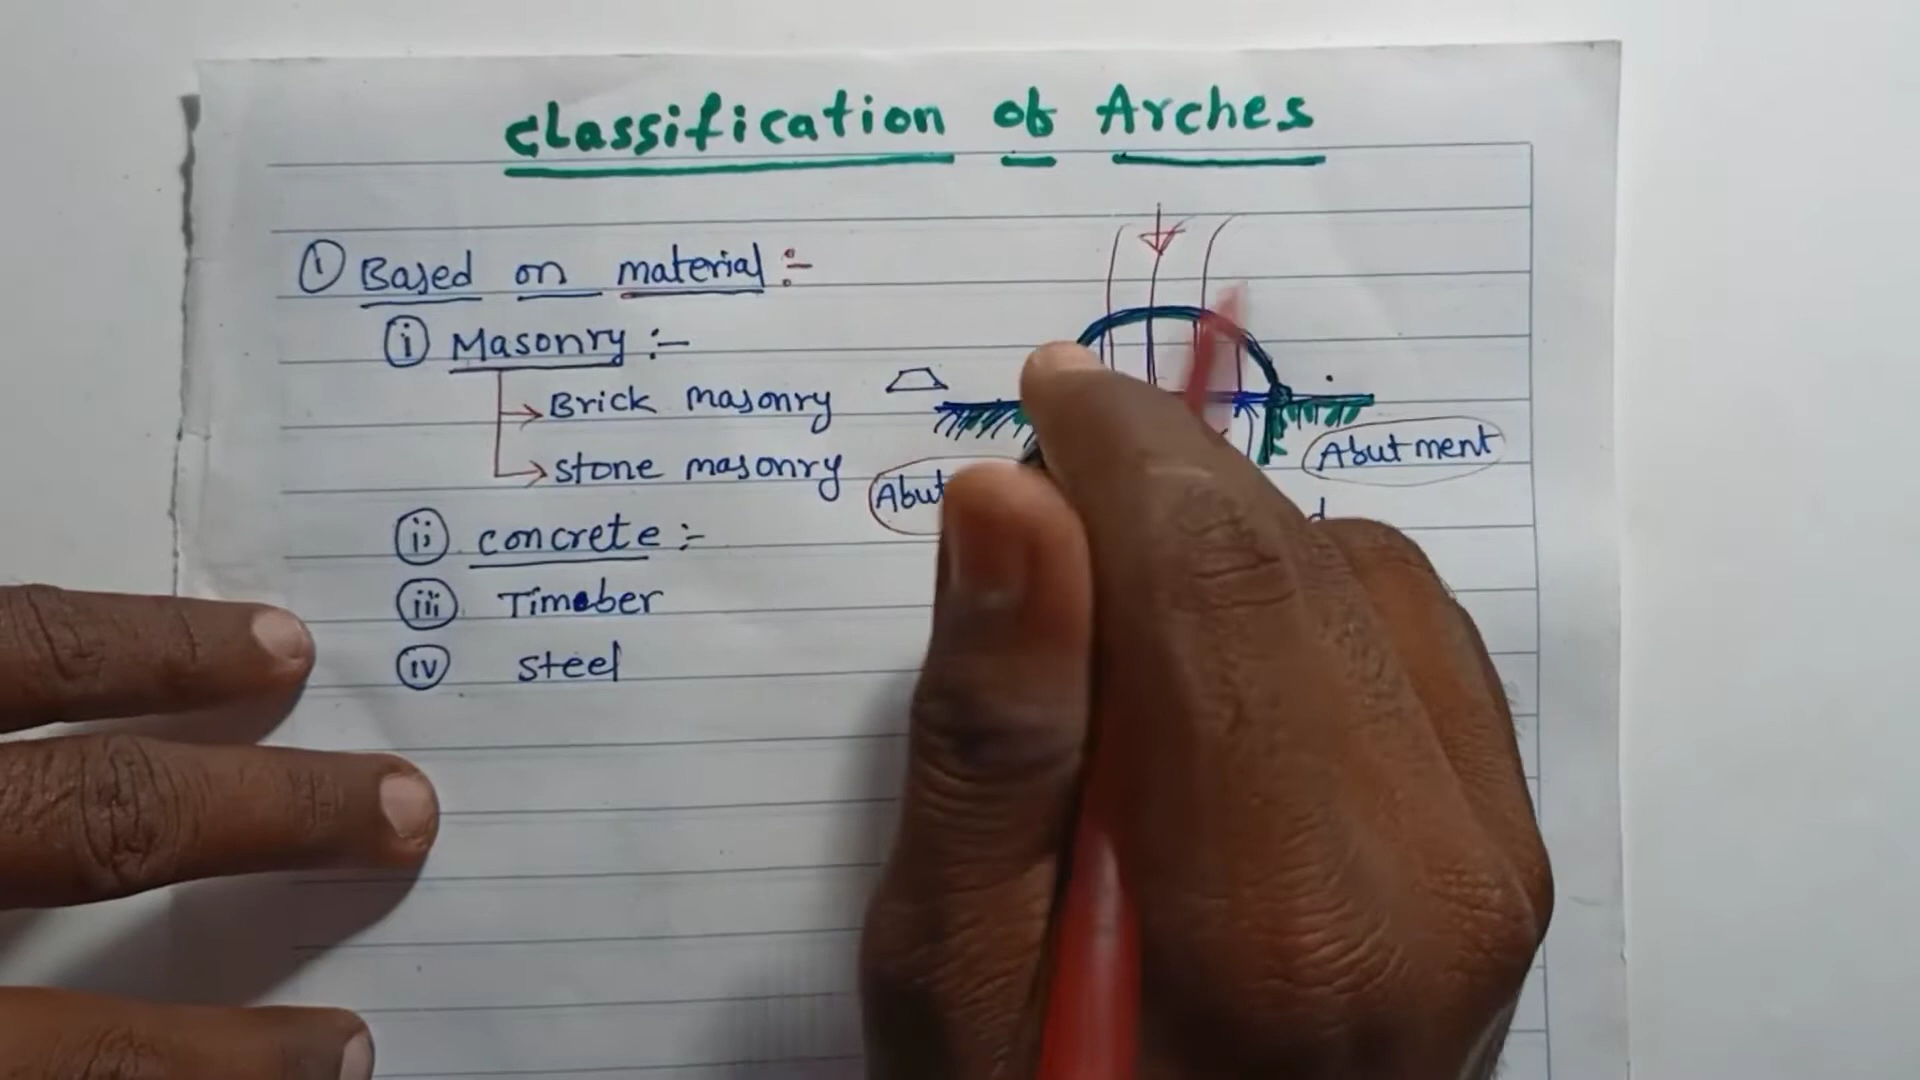 classification of Arches
① Based on material :-
ⓘ Masonry :-
→ Brick masonry
→ stone masonry
Abutment
ⓘⓘ concrete :-
ⓘⓘⓘ Timber
ⓘⓥ steel